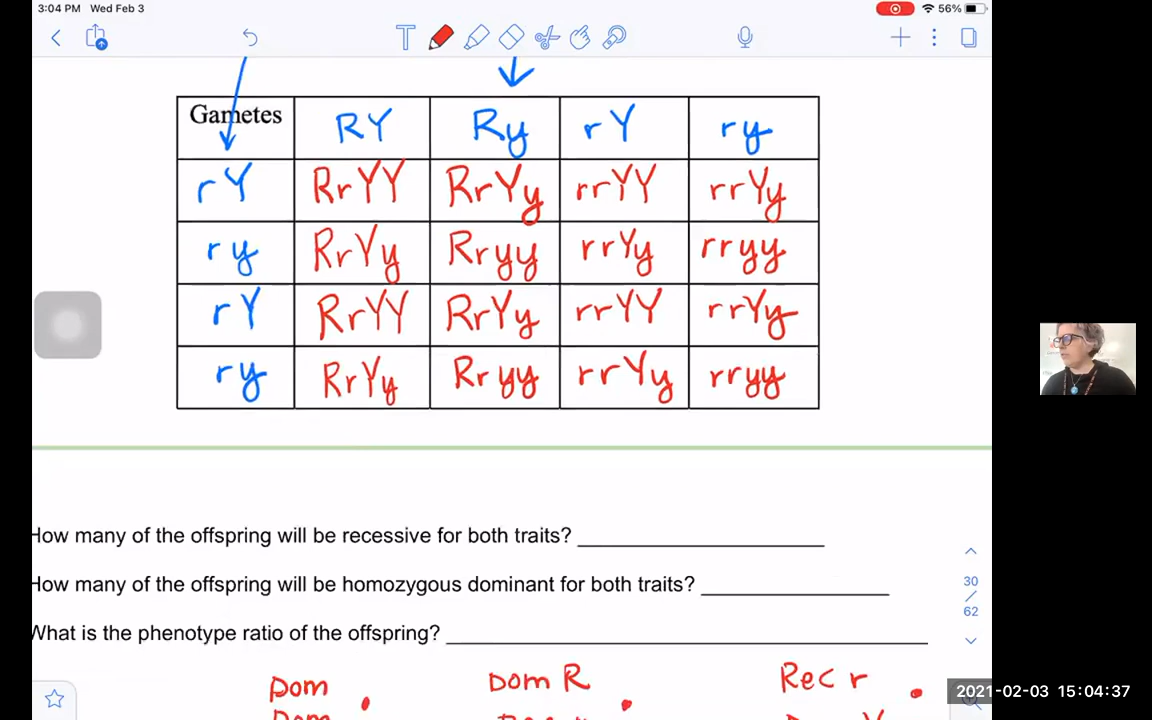 3:04 PM Wed Feb 3
56%
T
Gametes RY Ry rY ry
rY RrYY RrYy rrYY rrYy
ry RrYy Rryy rrYy rryy
rY RrYY RrYy rrYY rrYy
ry RrYy Rryy rrYy rryy
How many of the offspring will be recessive for both traits?
How many of the offspring will be homozygous dominant for both traits?
What is the phenotype ratio of the offspring?
30
/
62
Dom Dom R Rec r
Dom
2021-02-03 15:04:37